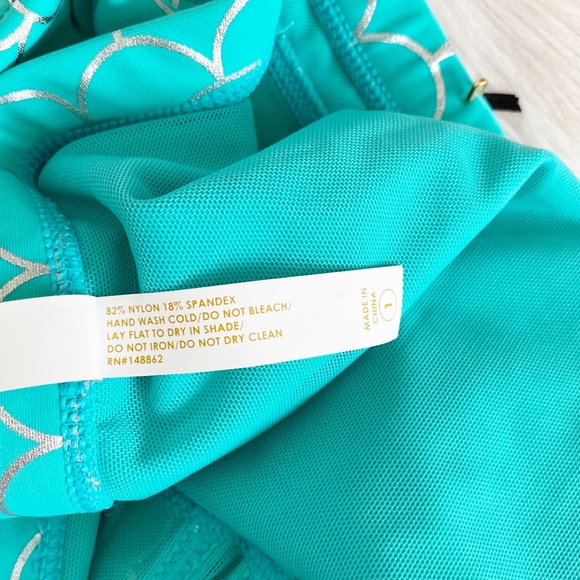 82% NYLON 18% SPANDEX
HAND WASH COLD/DO NOT BLEACH/
LAY FLAT TO DRY IN SHADE/
DO NOT IRON/DO NOT DRY CLEAN
RN#148862
MADE IN
CHINA
1